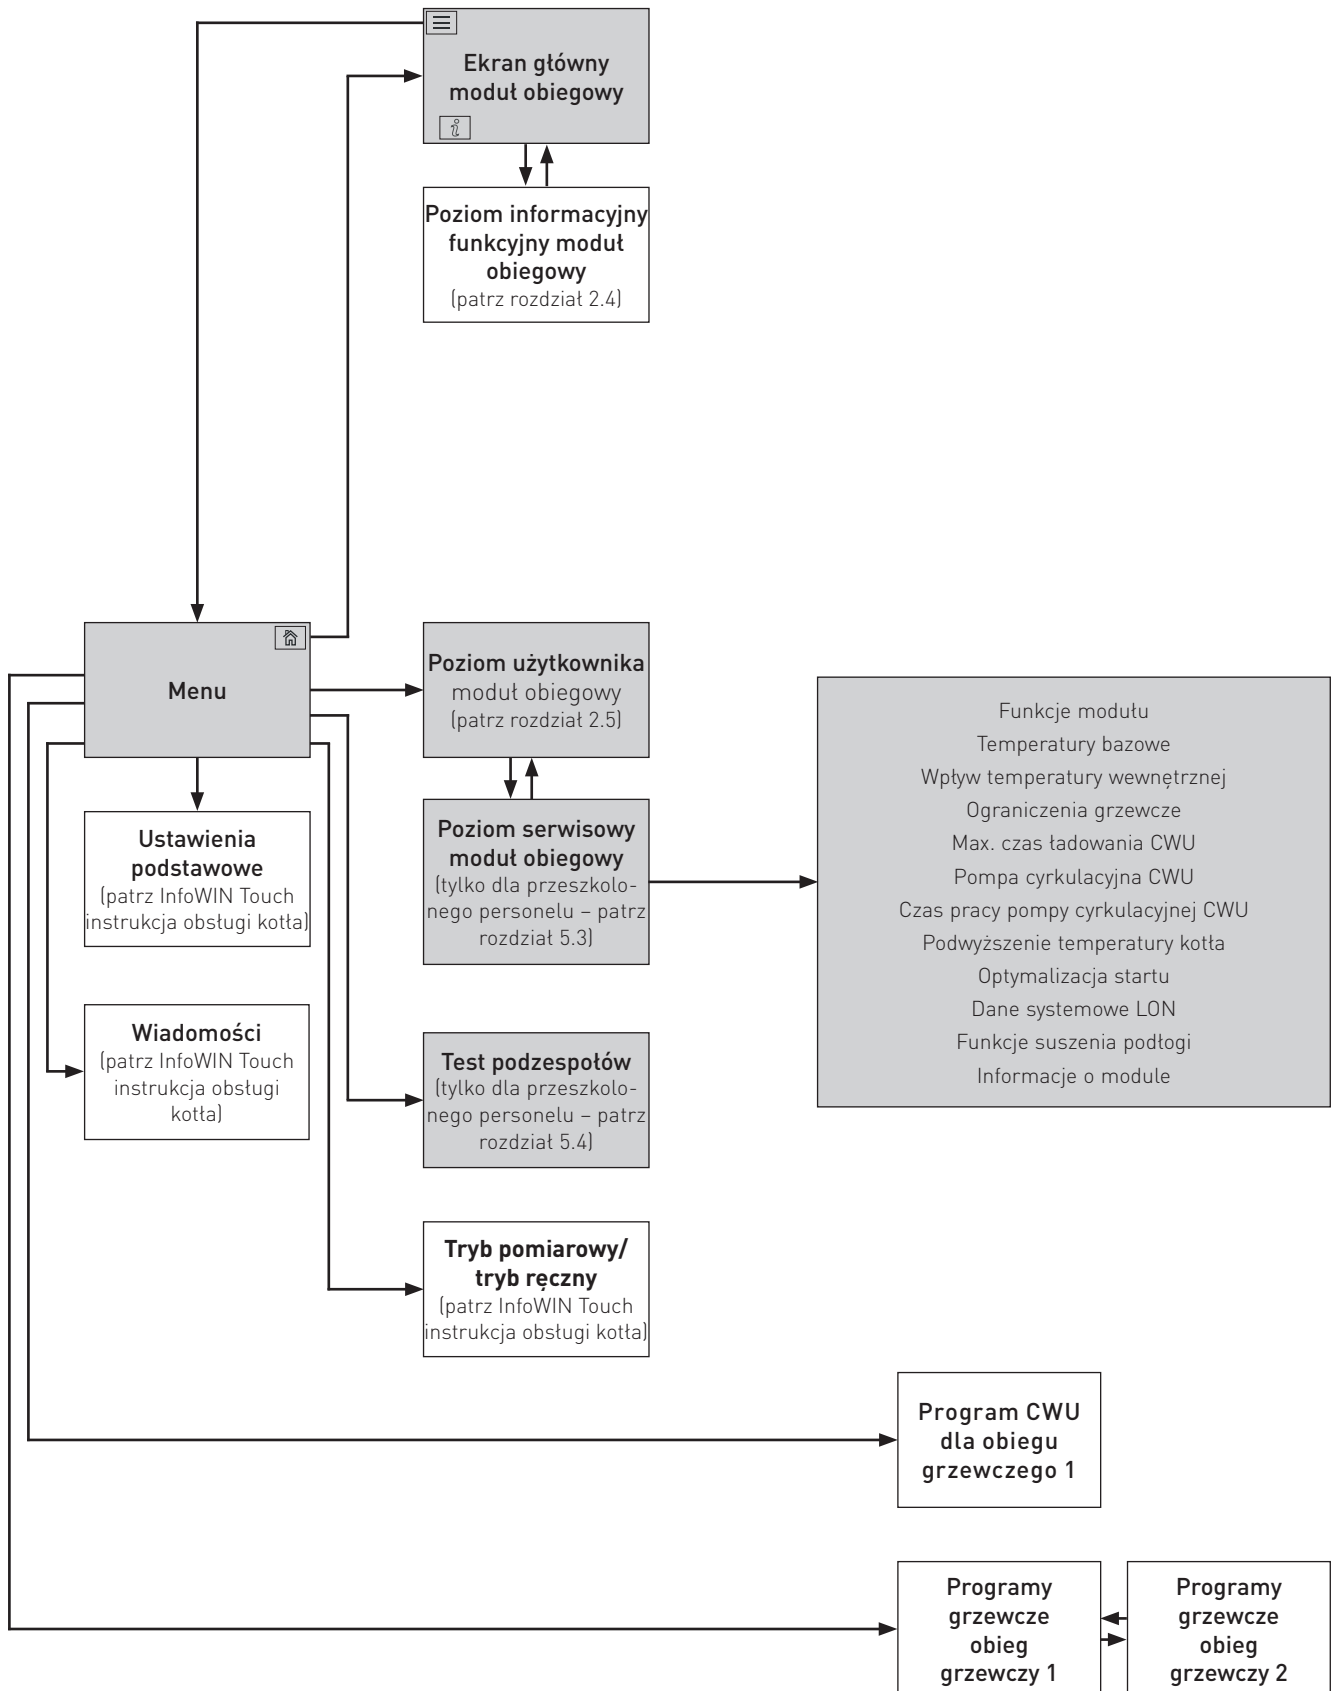 Ekran główny
moduł obiegowy
i
Poziom informacyjny
funkcyjny moduł
obiegowy
(patrz rozdział 2.4)
Menu
Poziom użytkownika
moduł obiegowy
(patrz rozdział 2.5)
Funkcje modułu
Temperatury bazowe
Wpływ temperatury wewnętrznej
Ograniczenia grzewcze
Max. czas ładowania CWU
Pompa cyrkulacyjna CWU
Czas pracy pompy cyrkulacyjnej CWU
Podwyższenie temperatury kotła
Optymalizacja startu
Dane systemowe LON
Funkcje suszenia podłogi
Informacje o module
Ustawienia
podstawowe
(patrz InfoWIN Touch
instrukcja obsługi kotła)
Poziom serwisowy
moduł obiegowy
(tylko dla przeszkolo-
nego personelu – patrz
rozdział 5.3)
Wiadomości
(patrz InfoWIN Touch
instrukcja obsługi
kotła)
Test podzespołów
(tylko dla przeszkolo-
nego personelu – patrz
rozdział 5.4)
Tryb pomiarowy/
tryb ręczny
(patrz InfoWIN Touch
instrukcja obsługi kotła)
Program CWU
dla obiegu
grzewczego 1
Programy
grzewcze
obieg
grzewczy 1
Programy
grzewcze
obieg
grzewczy 2